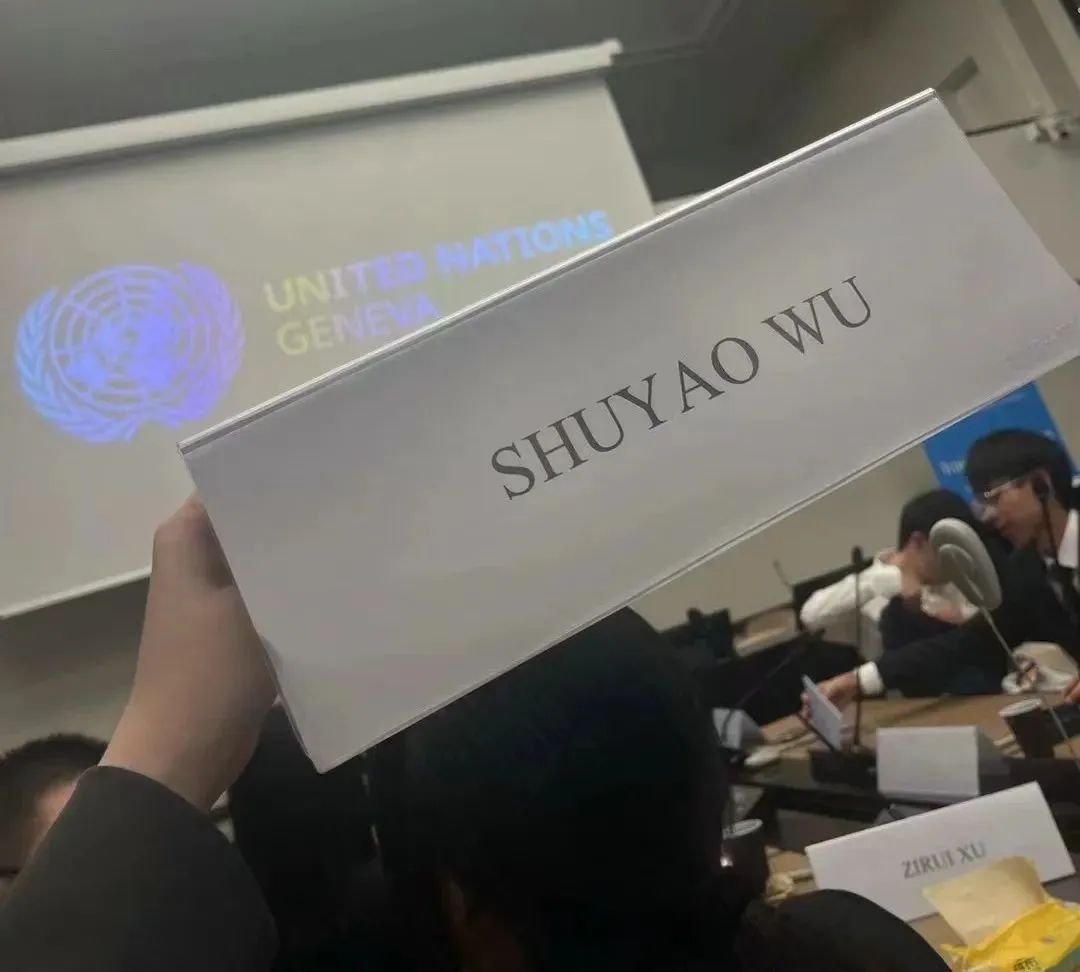 UNITED NATIONS
GENEVA
SHUYAO WU
ZIRUI XU